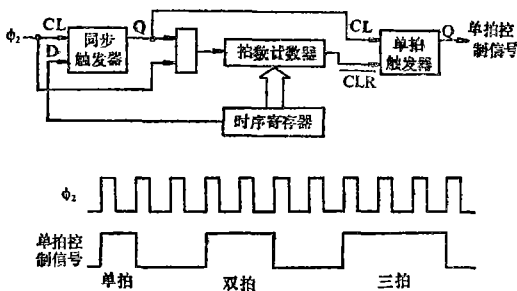 φ₂
CL
D
同步
触发器
Q
拍数计数器
CL
CLR
单拍
触发器
Q
单拍控
制信号
时序寄存器
φ₂
单拍控
制信号
单拍
双拍
三拍